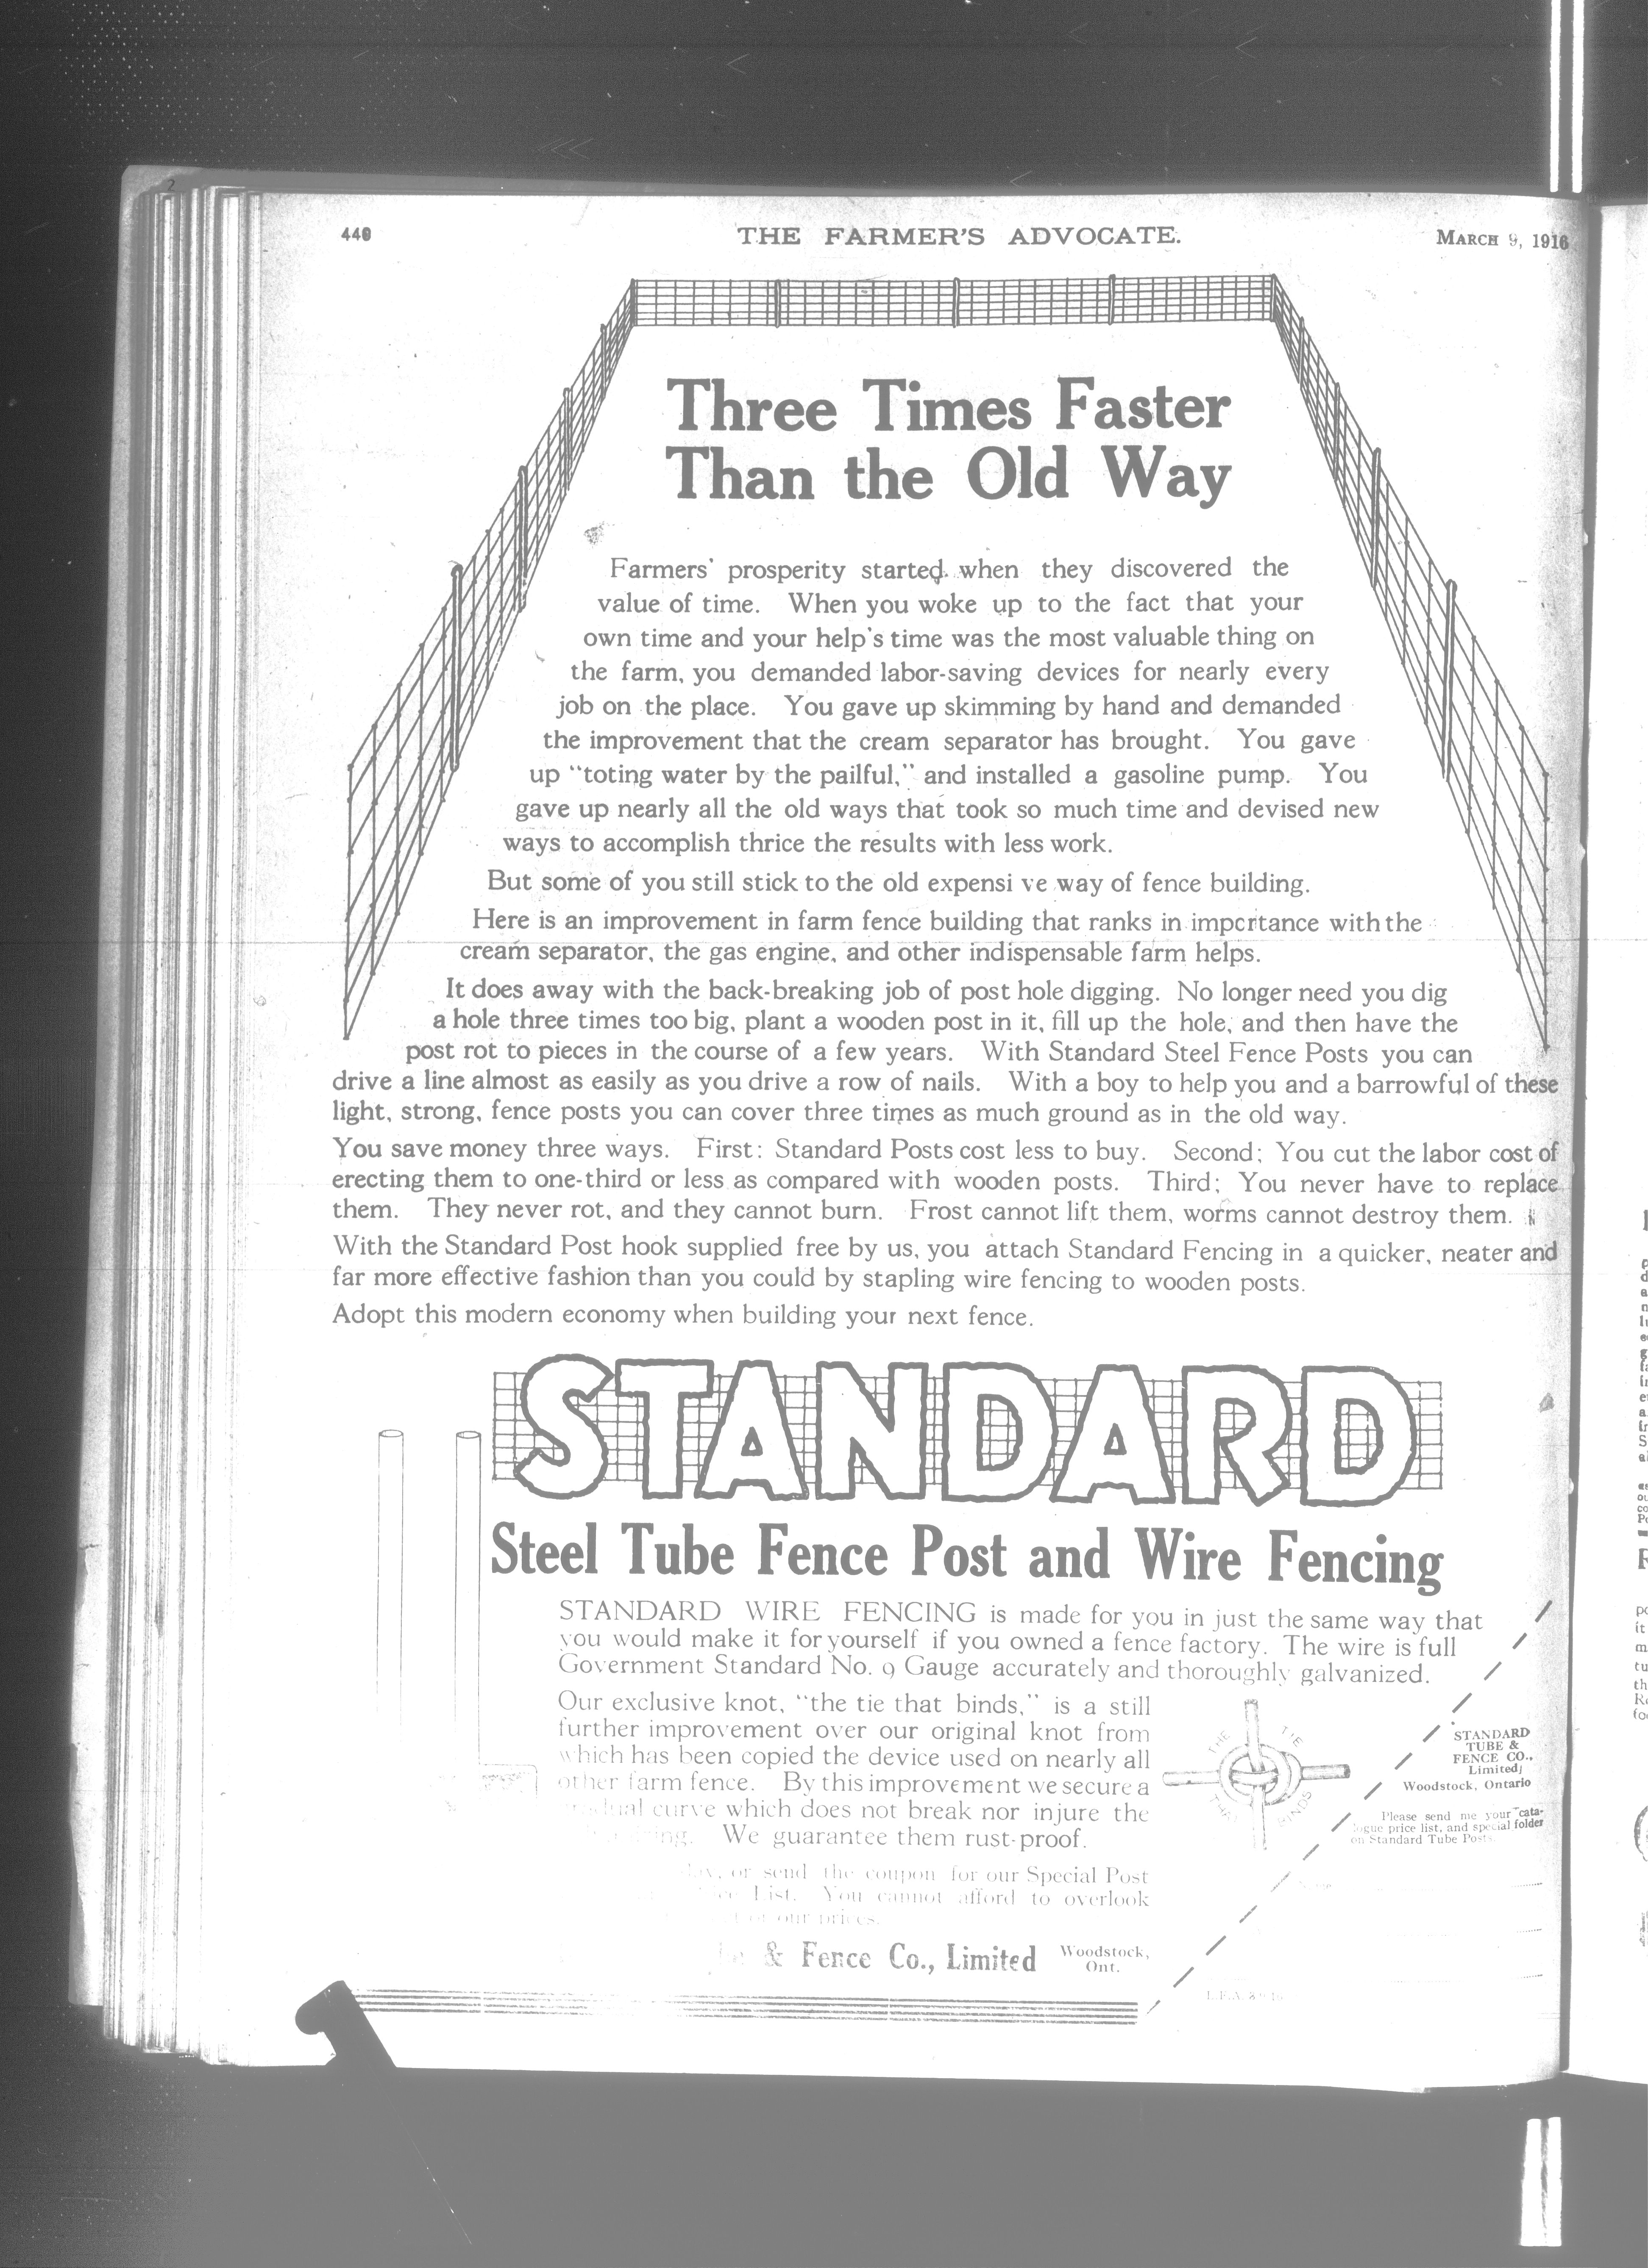 440
THE FARMER'S ADVOCATE.
MARCH 9, 1916
Three Times Faster
Than the Old Way
Farmers' prosperity started when they discovered the
value of time. When you woke up to the fact that your
own time and your help's time was the most valuable thing on
the farm, you demanded labor-saving devices for nearly every
job on the place. You gave up skimming by hand and demanded
the improvement that the cream separator has brought. You gave
up "toting water by the pailful," and installed a gasoline pump. You
gave up nearly all the old ways that took so much time and devised new
ways to accomplish thrice the results with less work.
But some of you still stick to the old expensive way of fence building.
Here is an improvement in farm fence building that ranks in importance with the
cream separator, the gas engine, and other indispensable farm helps.
It does away with the back-breaking job of post hole digging. No longer need you dig
a hole three times too big, plant a wooden post in it, fill up the hole, and then have the
post rot to pieces in the course of a few years. With Standard Steel Fence Posts you can
drive a line almost as easily as you drive a row of nails. With a boy to help you and a barrowful of these
light, strong, fence posts you can cover three times as much ground as in the old way.
You save money three ways. First: Standard Posts cost less to buy. Second; You cut the labor cost of
erecting them to one-third or less as compared with wooden posts. Third; You never have to replace
them. They never rot, and they cannot burn. Frost cannot lift them, worms cannot destroy them.
With the Standard Post hook supplied free by us, you attach Standard Fencing in a quicker, neater and
far more effective fashion than you could by stapling wire fencing to wooden posts.
Adopt this modern economy when building your next fence.
STANDARD
Steel Tube Fence Post and Wire Fencing
STANDARD WIRE FENCING is made for you in just the same way that
you would make it for yourself if you owned a fence factory. The wire is full
Government Standard No. 9 Gauge accurately and thoroughly galvanized.
Our exclusive knot, "the tie that binds," is a still
further improvement over our original knot from
which has been copied the device used on nearly all
other farm fence. By this improvement we secure a
gradual curve which does not break nor injure the
We guarantee them rust-proof.
or send the coupon for our Special Post
List. You cannot afford to overlook
our prices.
& Fence Co., Limited
Woodstock,
Ont.
THE TIE
THAT BINDS
STANDARD
TUBE &
FENCE CO.,
Limited
Woodstock, Ontario
Please send me your cata-
logue price list, and special folder
on Standard Tube Posts